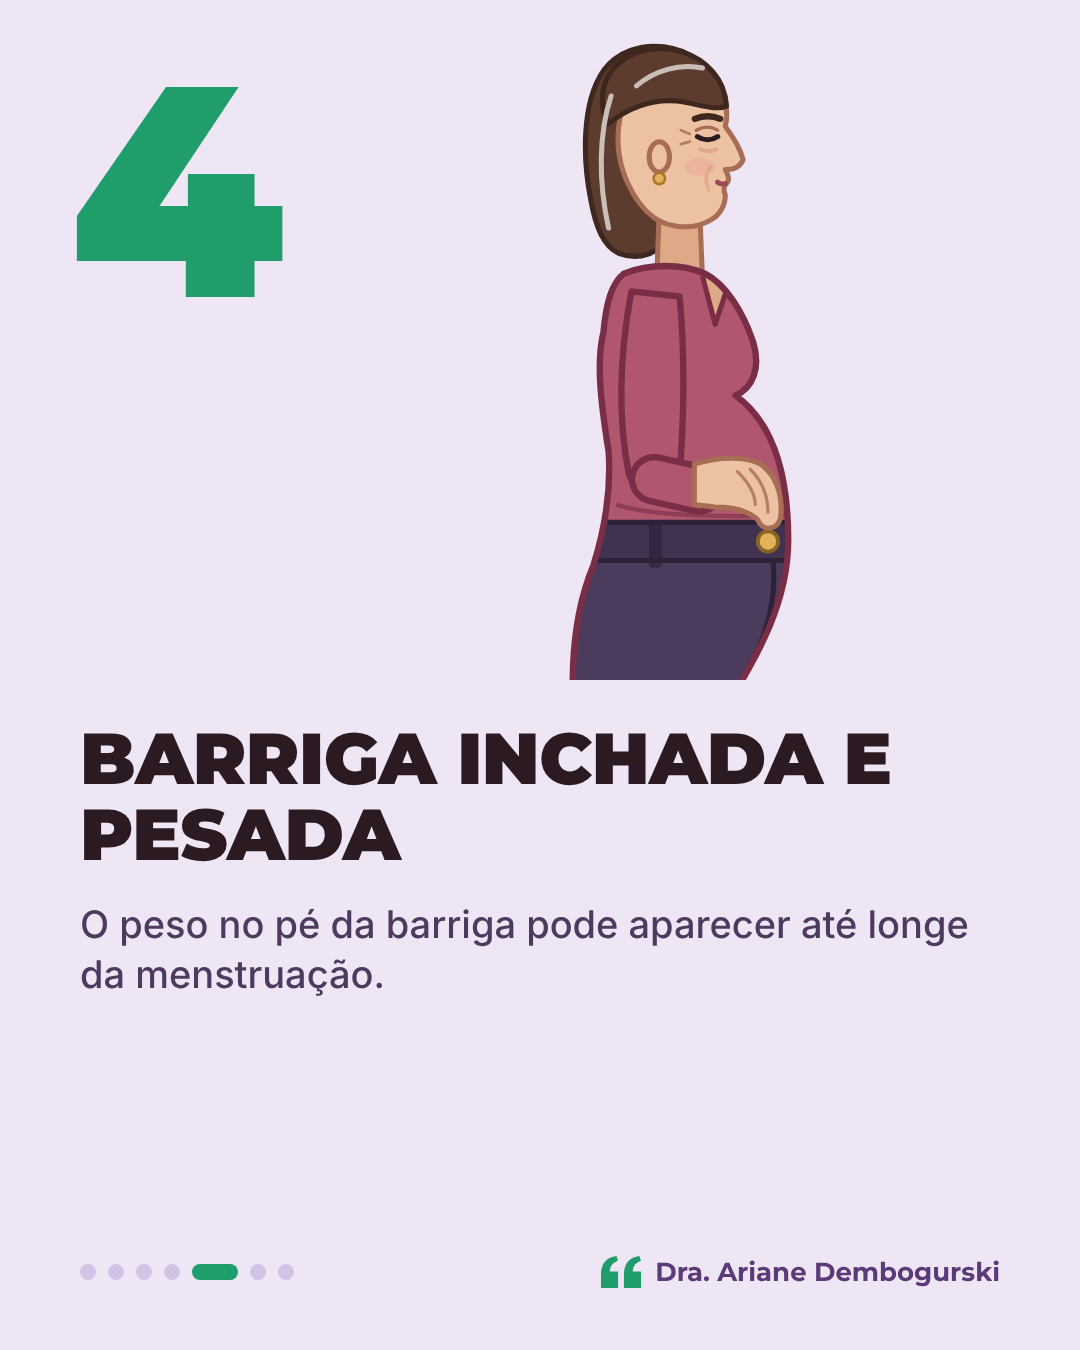 4
BARRIGA INCHADA E
PESADA
O peso no pé da barriga pode aparecer até longe
da menstruação.
Dra. Ariane Dembogurski